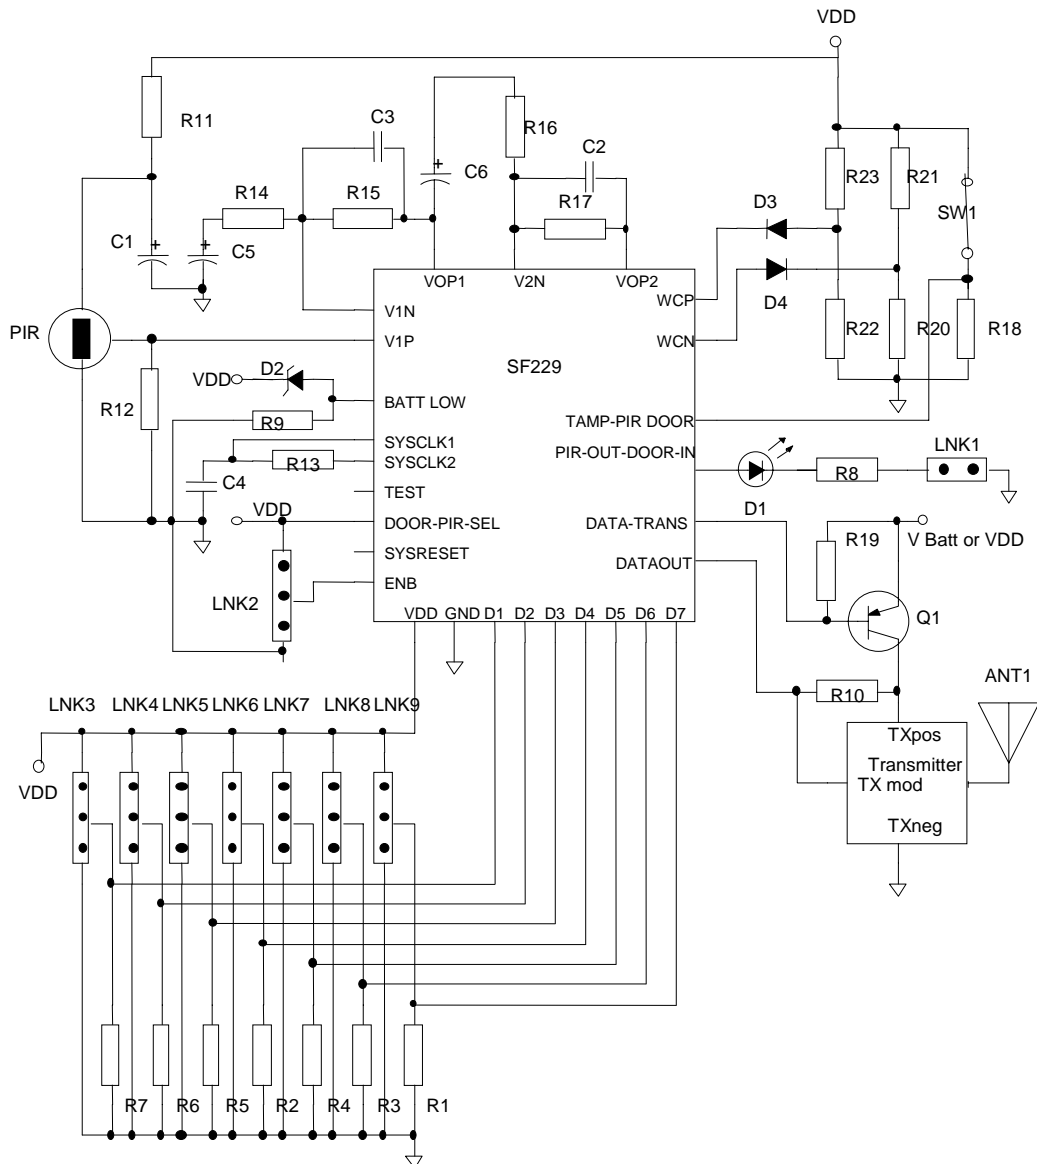 VDD
R11
C3
R16
C2
C6
R14
R15
R17
R23
R21
SW1
D3
C1
C5
D4
VOP1
V2N
VOP2
WCP
V1N
PIR
V1P
WCN
R22
R20
R18
SF229
D2
VDD
BATT LOW
R12
R9
TAMP-PIR DOOR
SYSCLK1
PIR-OUT-DOOR-IN
LNK1
R13
SYSCLK2
R8
C4
TEST
VDD
D1
DOOR-PIR-SEL
DATA-TRANS
R19
V Batt or VDD
SYSRESET
DATAOUT
LNK2
ENB
VDD GND D1 D2 D3 D4 D5 D6 D7
Q1
ANT1
R10
LNK3 LNK4 LNK5 LNK6 LNK7 LNK8 LNK9
TXpos
Transmitter
TX mod
VDD
TXneg
R7 R6 R5 R2 R4 R3 R1